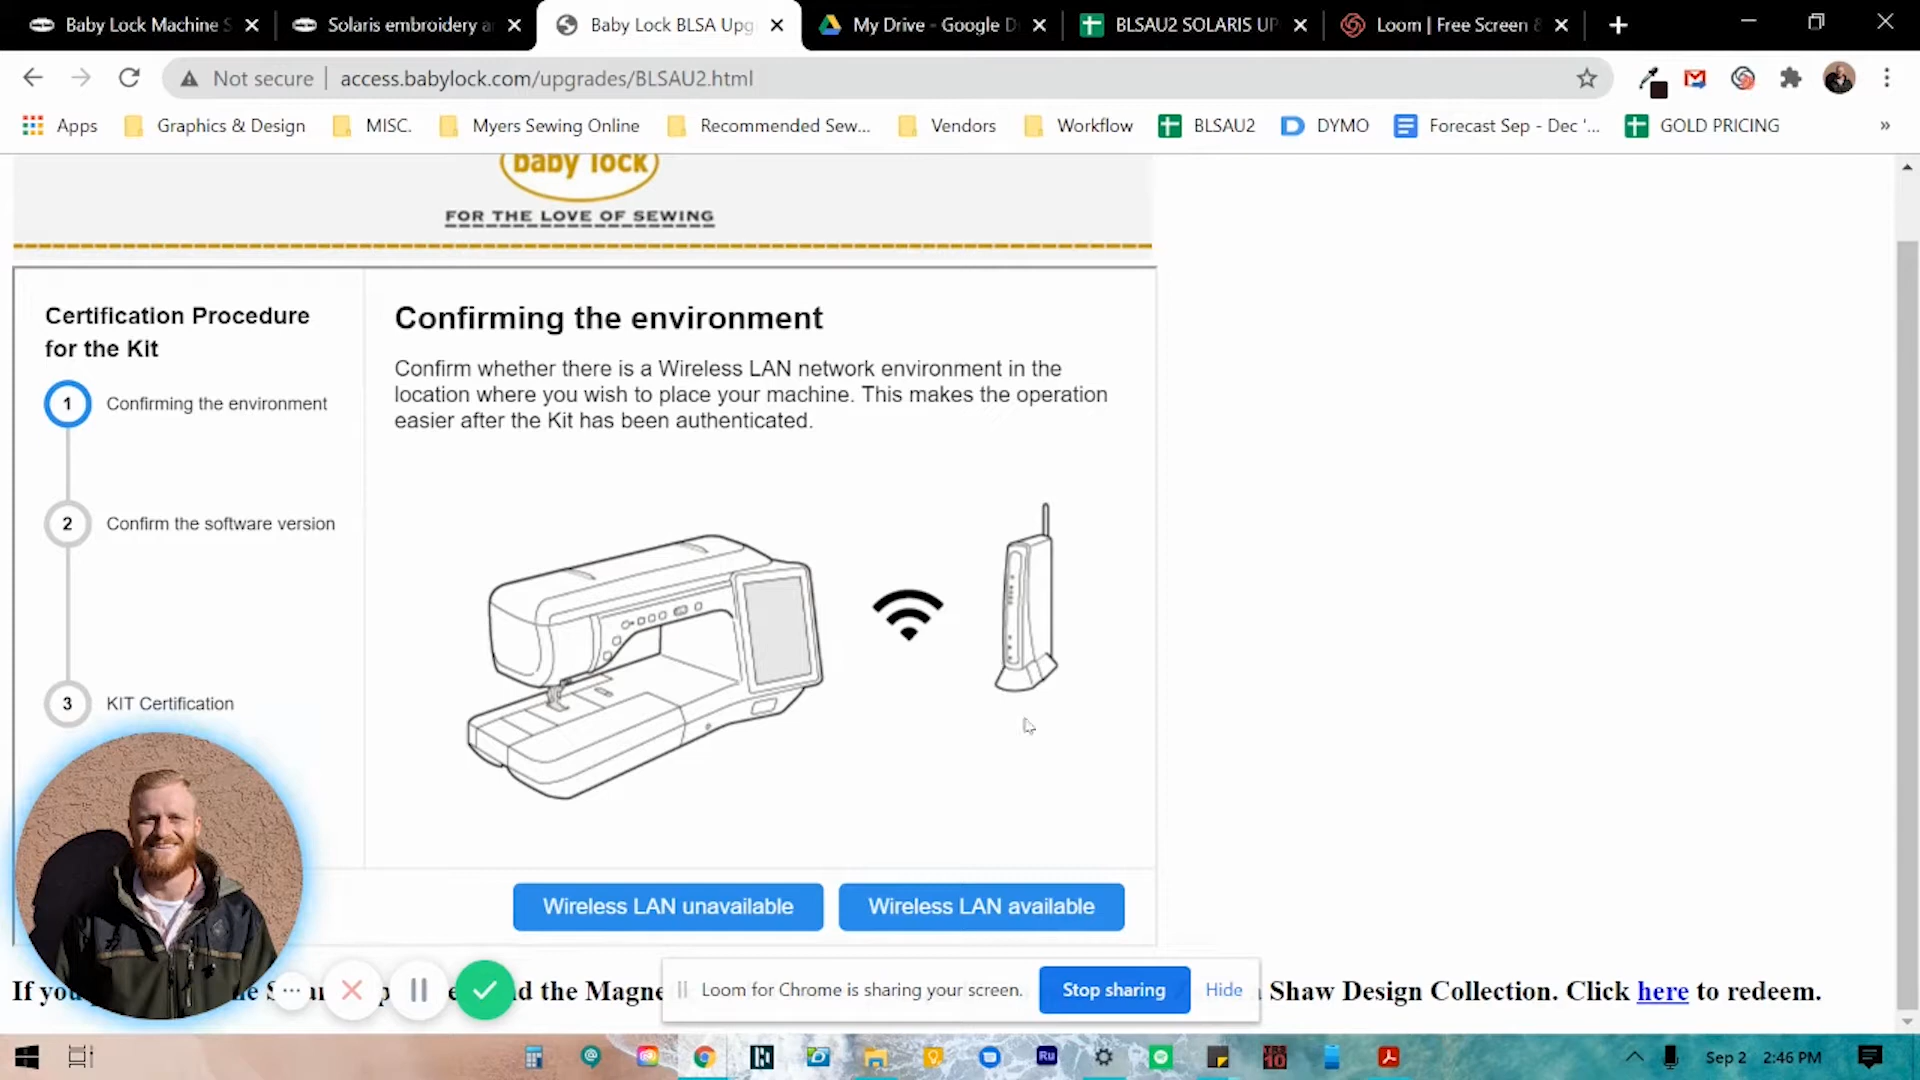 Baby Lock Machine S
Solaris embroidery a
Baby Lock BLSA Upg
My Drive - Google D
BLSAU2 SOLARIS UP
Loom | Free Screen &
Not secure
access.babylock.com/upgrades/BLSAU2.html
Apps
Graphics & Design
MISC.
Myers Sewing Online
Recommended Sew...
Vendors
Workflow
BLSAU2
DYMO
Forecast Sep - Dec '...
GOLD PRICING
»
baby lock
FOR THE LOVE OF SEWING
Certification Procedure
for the Kit
1 Confirming the environment
2 Confirm the software version
3 KIT Certification
Confirming the environment
Confirm whether there is a Wireless LAN network environment in the
location where you wish to place your machine. This makes the operation
easier after the Kit has been authenticated.
Wireless LAN unavailable
Wireless LAN available
If you
d the Magne
Shaw Design Collection. Click here to redeem.
Loom for Chrome is sharing your screen.
Stop sharing
Hide
Ru
Sep 2 2:46 PM